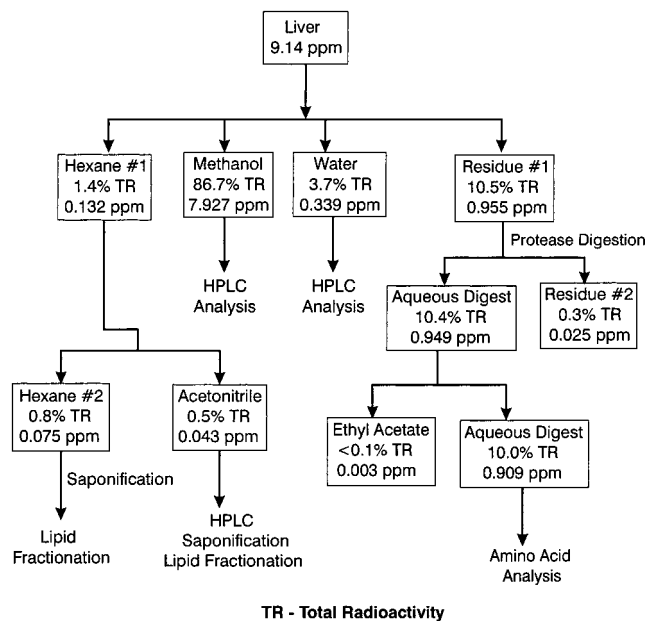 Liver
9.14 ppm
Hexane #1
1.4% TR
0.132 ppm
Methanol
86.7% TR
7.927 ppm
Water
3.7% TR
0.339 ppm
Residue #1
10.5% TR
0.955 ppm
Protease Digestion
HPLC
Analysis
HPLC
Analysis
Aqueous Digest
10.4% TR
0.949 ppm
Residue #2
0.3% TR
0.025 ppm
Hexane #2
0.8% TR
0.075 ppm
Acetonitrile
0.5% TR
0.043 ppm
Ethyl Acetate
<0.1% TR
0.003 ppm
Aqueous Digest
10.0% TR
0.909 ppm
Saponification
Lipid
Fractionation
HPLC
Saponification
Lipid Fractionation
Amino Acid
Analysis
TR - Total Radioactivity